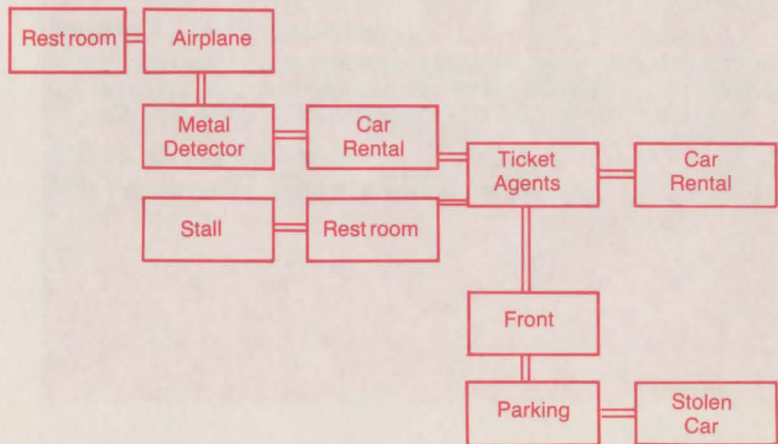 Rest room
Airplane
Metal
Detector
Car
Rental
Ticket
Agents
Car
Rental
Stall
Rest room
Front
Parking
Stolen
Car